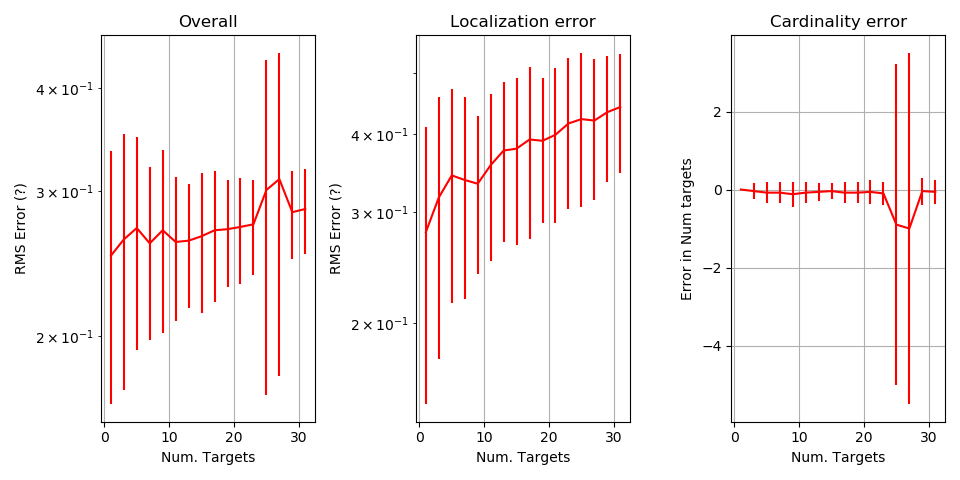 Overall
RMS Error (?)
4 × 10⁻¹
3 × 10⁻¹
2 × 10⁻¹
0 10 20 30
Num. Targets
Localization error
RMS Error (?)
4 × 10⁻¹
3 × 10⁻¹
2 × 10⁻¹
0 10 20 30
Num. Targets
Cardinality error
Error in Num targets
2
0
−2
−4
0 10 20 30
Num. Targets